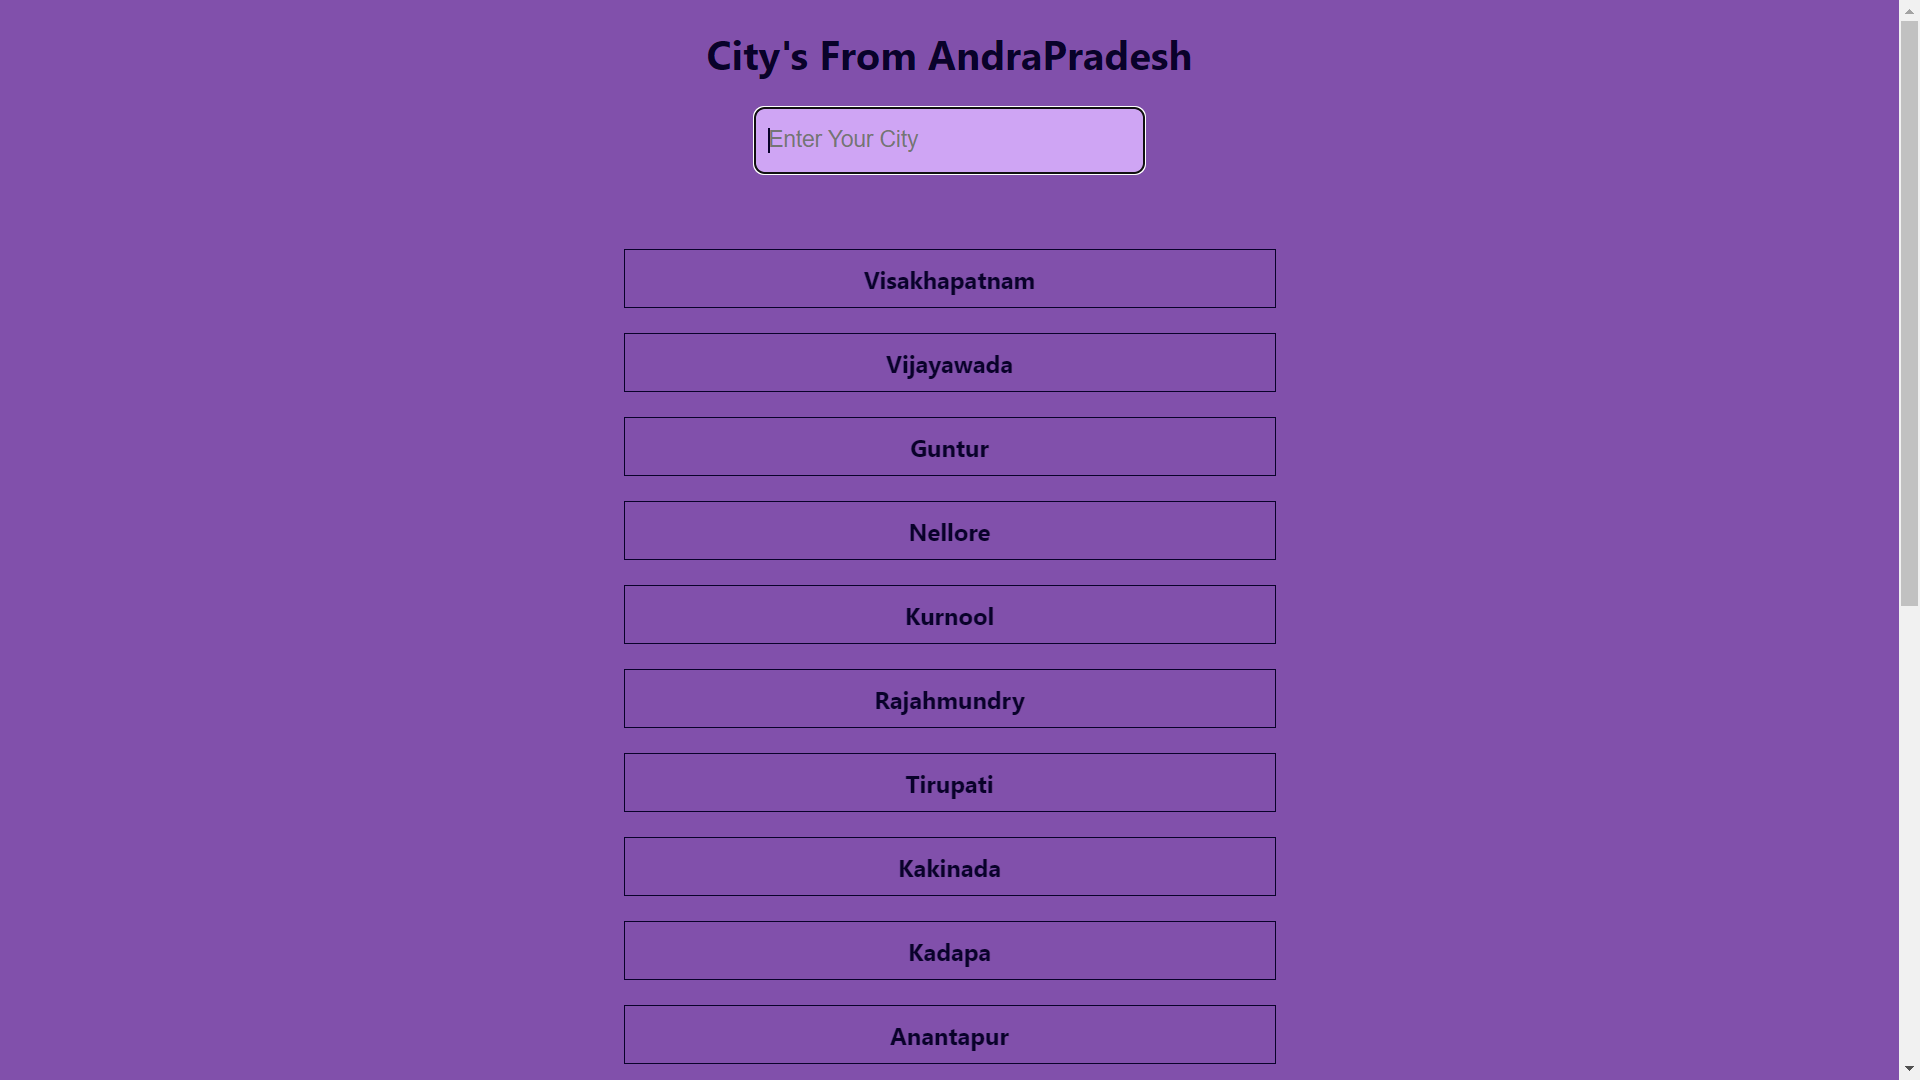 City's From AndraPradesh
Enter Your City
Visakhapatnam
Vijayawada
Guntur
Nellore
Kurnool
Rajahmundry
Tirupati
Kakinada
Kadapa
Anantapur